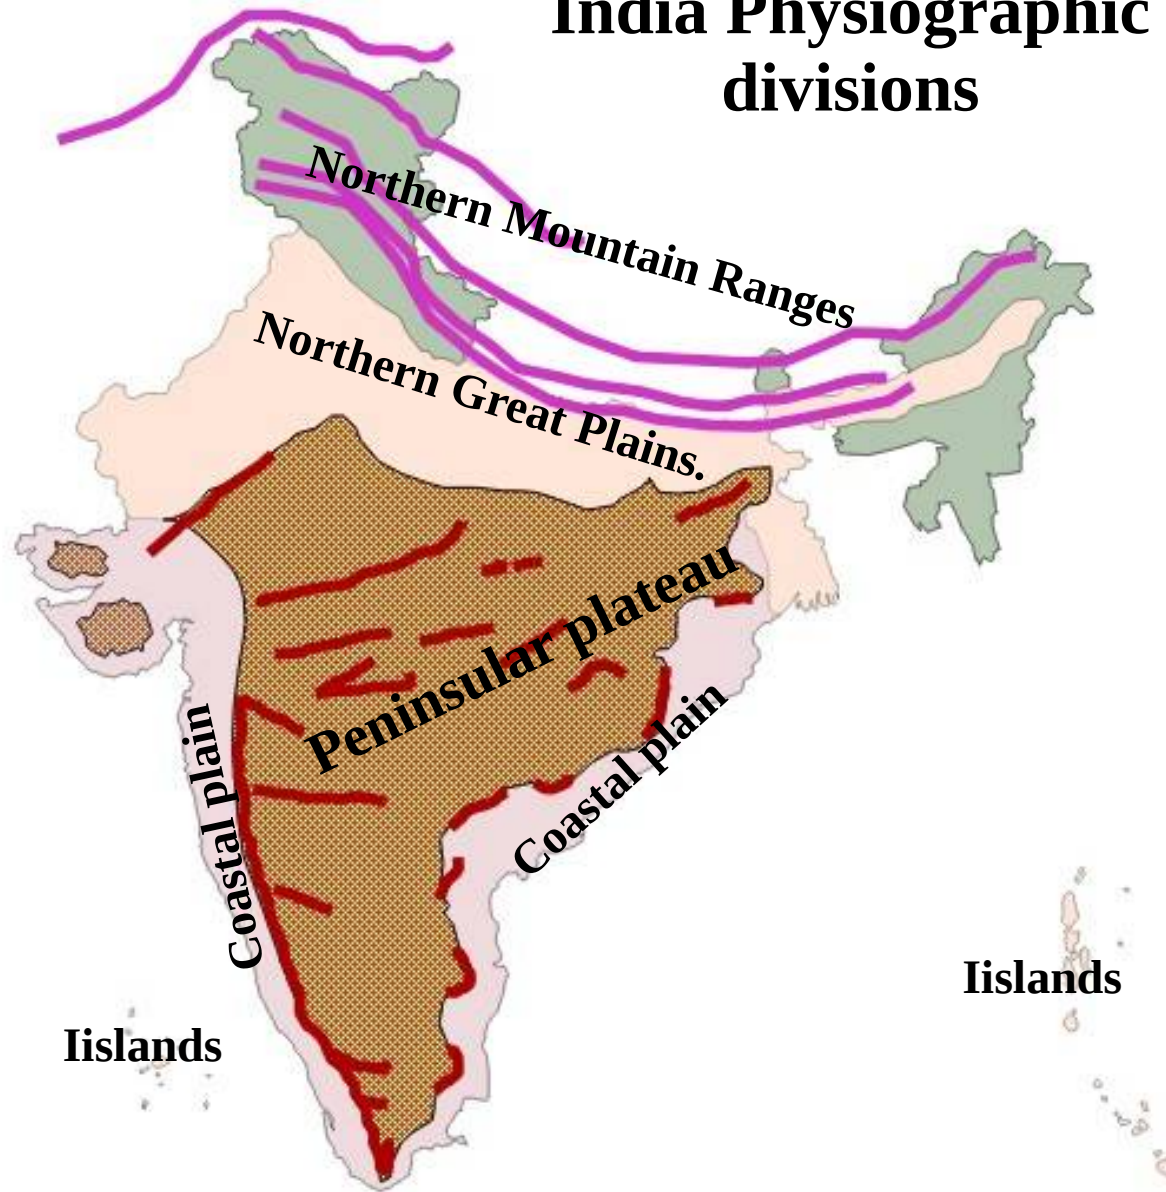 India Physiographic
divisions
Northern Mountain Ranges
Northern Great Plains.
Peninsular plateau
Coastal plain
Coastal plain
Iislands
Iislands